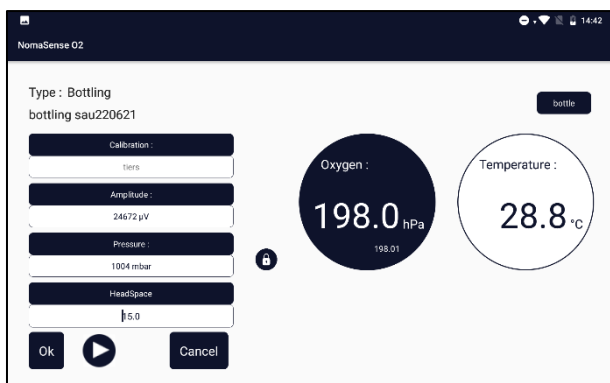 14:42
NomaSense O2
Type : Bottling
bottling sau220621
bottle
Calibration :
tiers
Amplitude :
24672 µV
Pressure :
1004 mbar
HeadSpace
15.0
Ok
Cancel
Oxygen :
198.0 hPa
198.01
Temperature :
28.8 °C